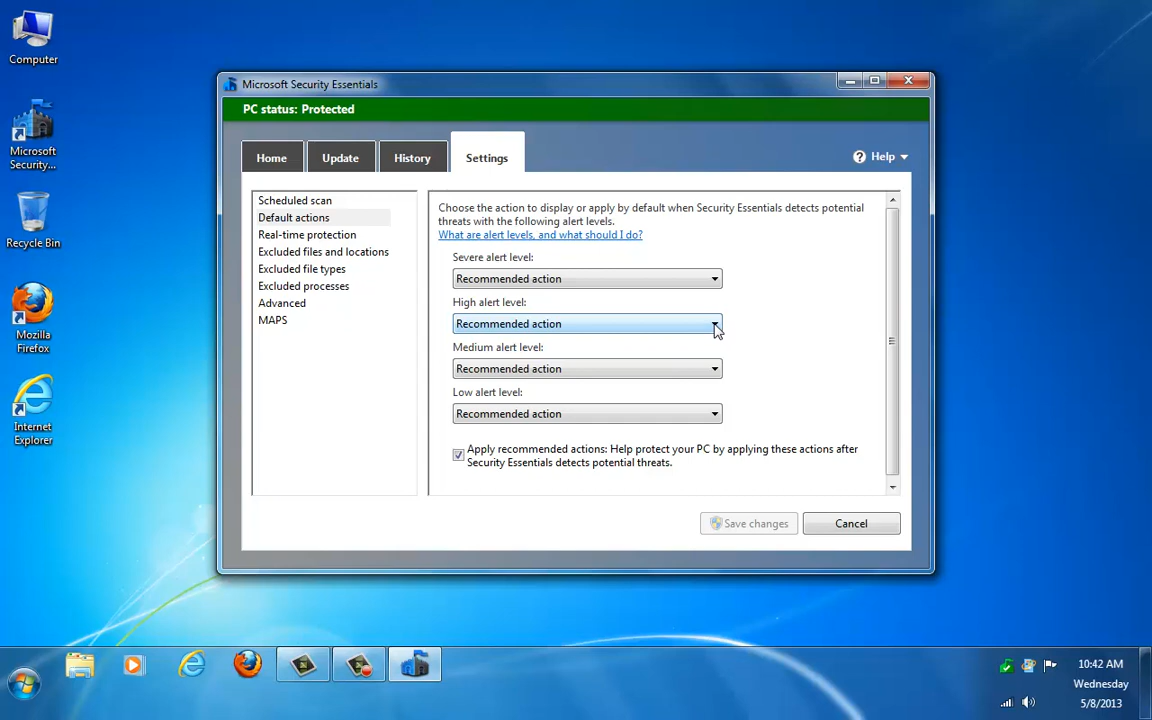 Computer
Microsoft
Security...
Recycle Bin
Mozilla
Firefox
Internet
Explorer
Microsoft Security Essentials
PC status: Protected
Home
Update
History
Settings
Help
Scheduled scan
Default actions
Real-time protection
Excluded files and locations
Excluded file types
Excluded processes
Advanced
MAPS
Choose the action to display or apply by default when Security Essentials detects potential
threats with the following alert levels.
What are alert levels, and what should I do?
Severe alert level:
Recommended action
High alert level:
Recommended action
Medium alert level:
Recommended action
Low alert level:
Recommended action
Apply recommended actions: Help protect your PC by applying these actions after
Security Essentials detects potential threats.
Save changes
Cancel
10:42 AM
Wednesday
5/8/2013